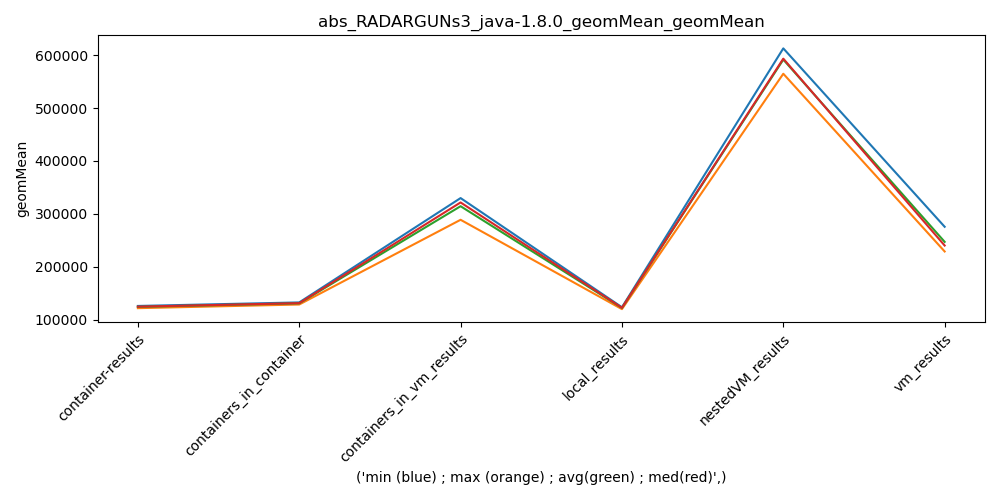 abs_RADARGUNs3_java-1.8.0_geomMean_geomMean
geomMean
600000
500000
400000
300000
200000
100000
container-results
containers_in_container
containers_in_vm_results
local_results
nestedVM_results
vm_results
('min (blue) ; max (orange) ; avg(green) ; med(red)',)